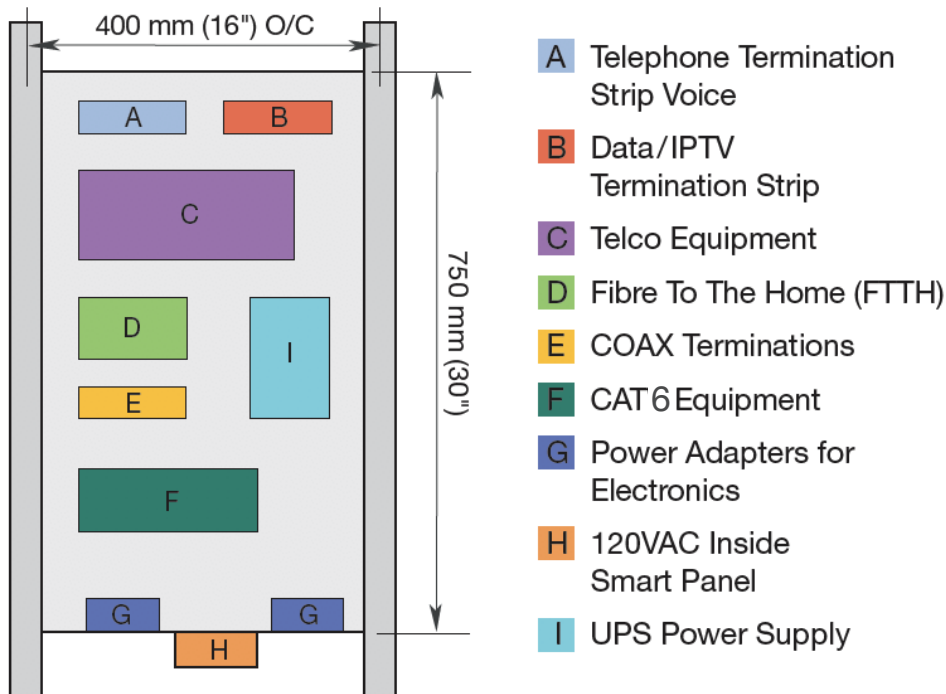 400 mm (16") O/C
A
B
C
D
I
E
F
G
G
H
750 mm (30")
A Telephone Termination
Strip Voice
B Data/IPTV
Termination Strip
C Telco Equipment
D Fibre To The Home (FTTH)
E COAX Terminations
F CAT 6 Equipment
G Power Adapters for
Electronics
H 120VAC Inside
Smart Panel
I UPS Power Supply